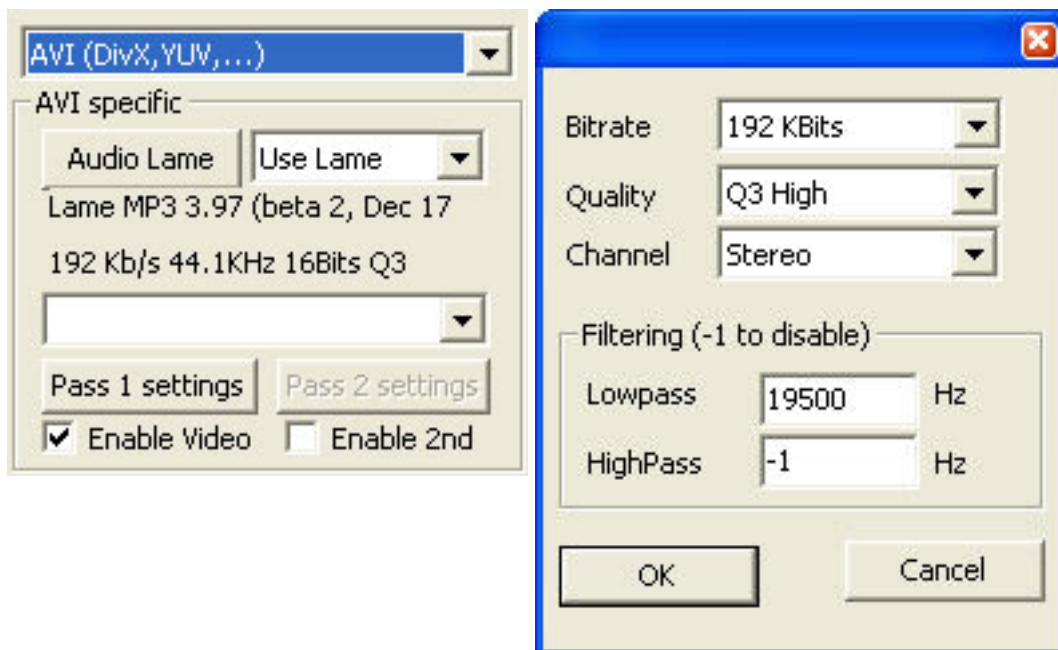 AVI (DivX,YUV,...)
AVI specific
Audio Lame Use Lame
Lame MP3 3.97 (beta 2, Dec 17
192 Kb/s 44.1KHz 16Bits Q3
Pass 1 settings Pass 2 settings
Enable Video Enable 2nd
Bitrate 192 KBits
Quality Q3 High
Channel Stereo
Filtering (-1 to disable)
Lowpass 19500 Hz
HighPass -1 Hz
OK Cancel